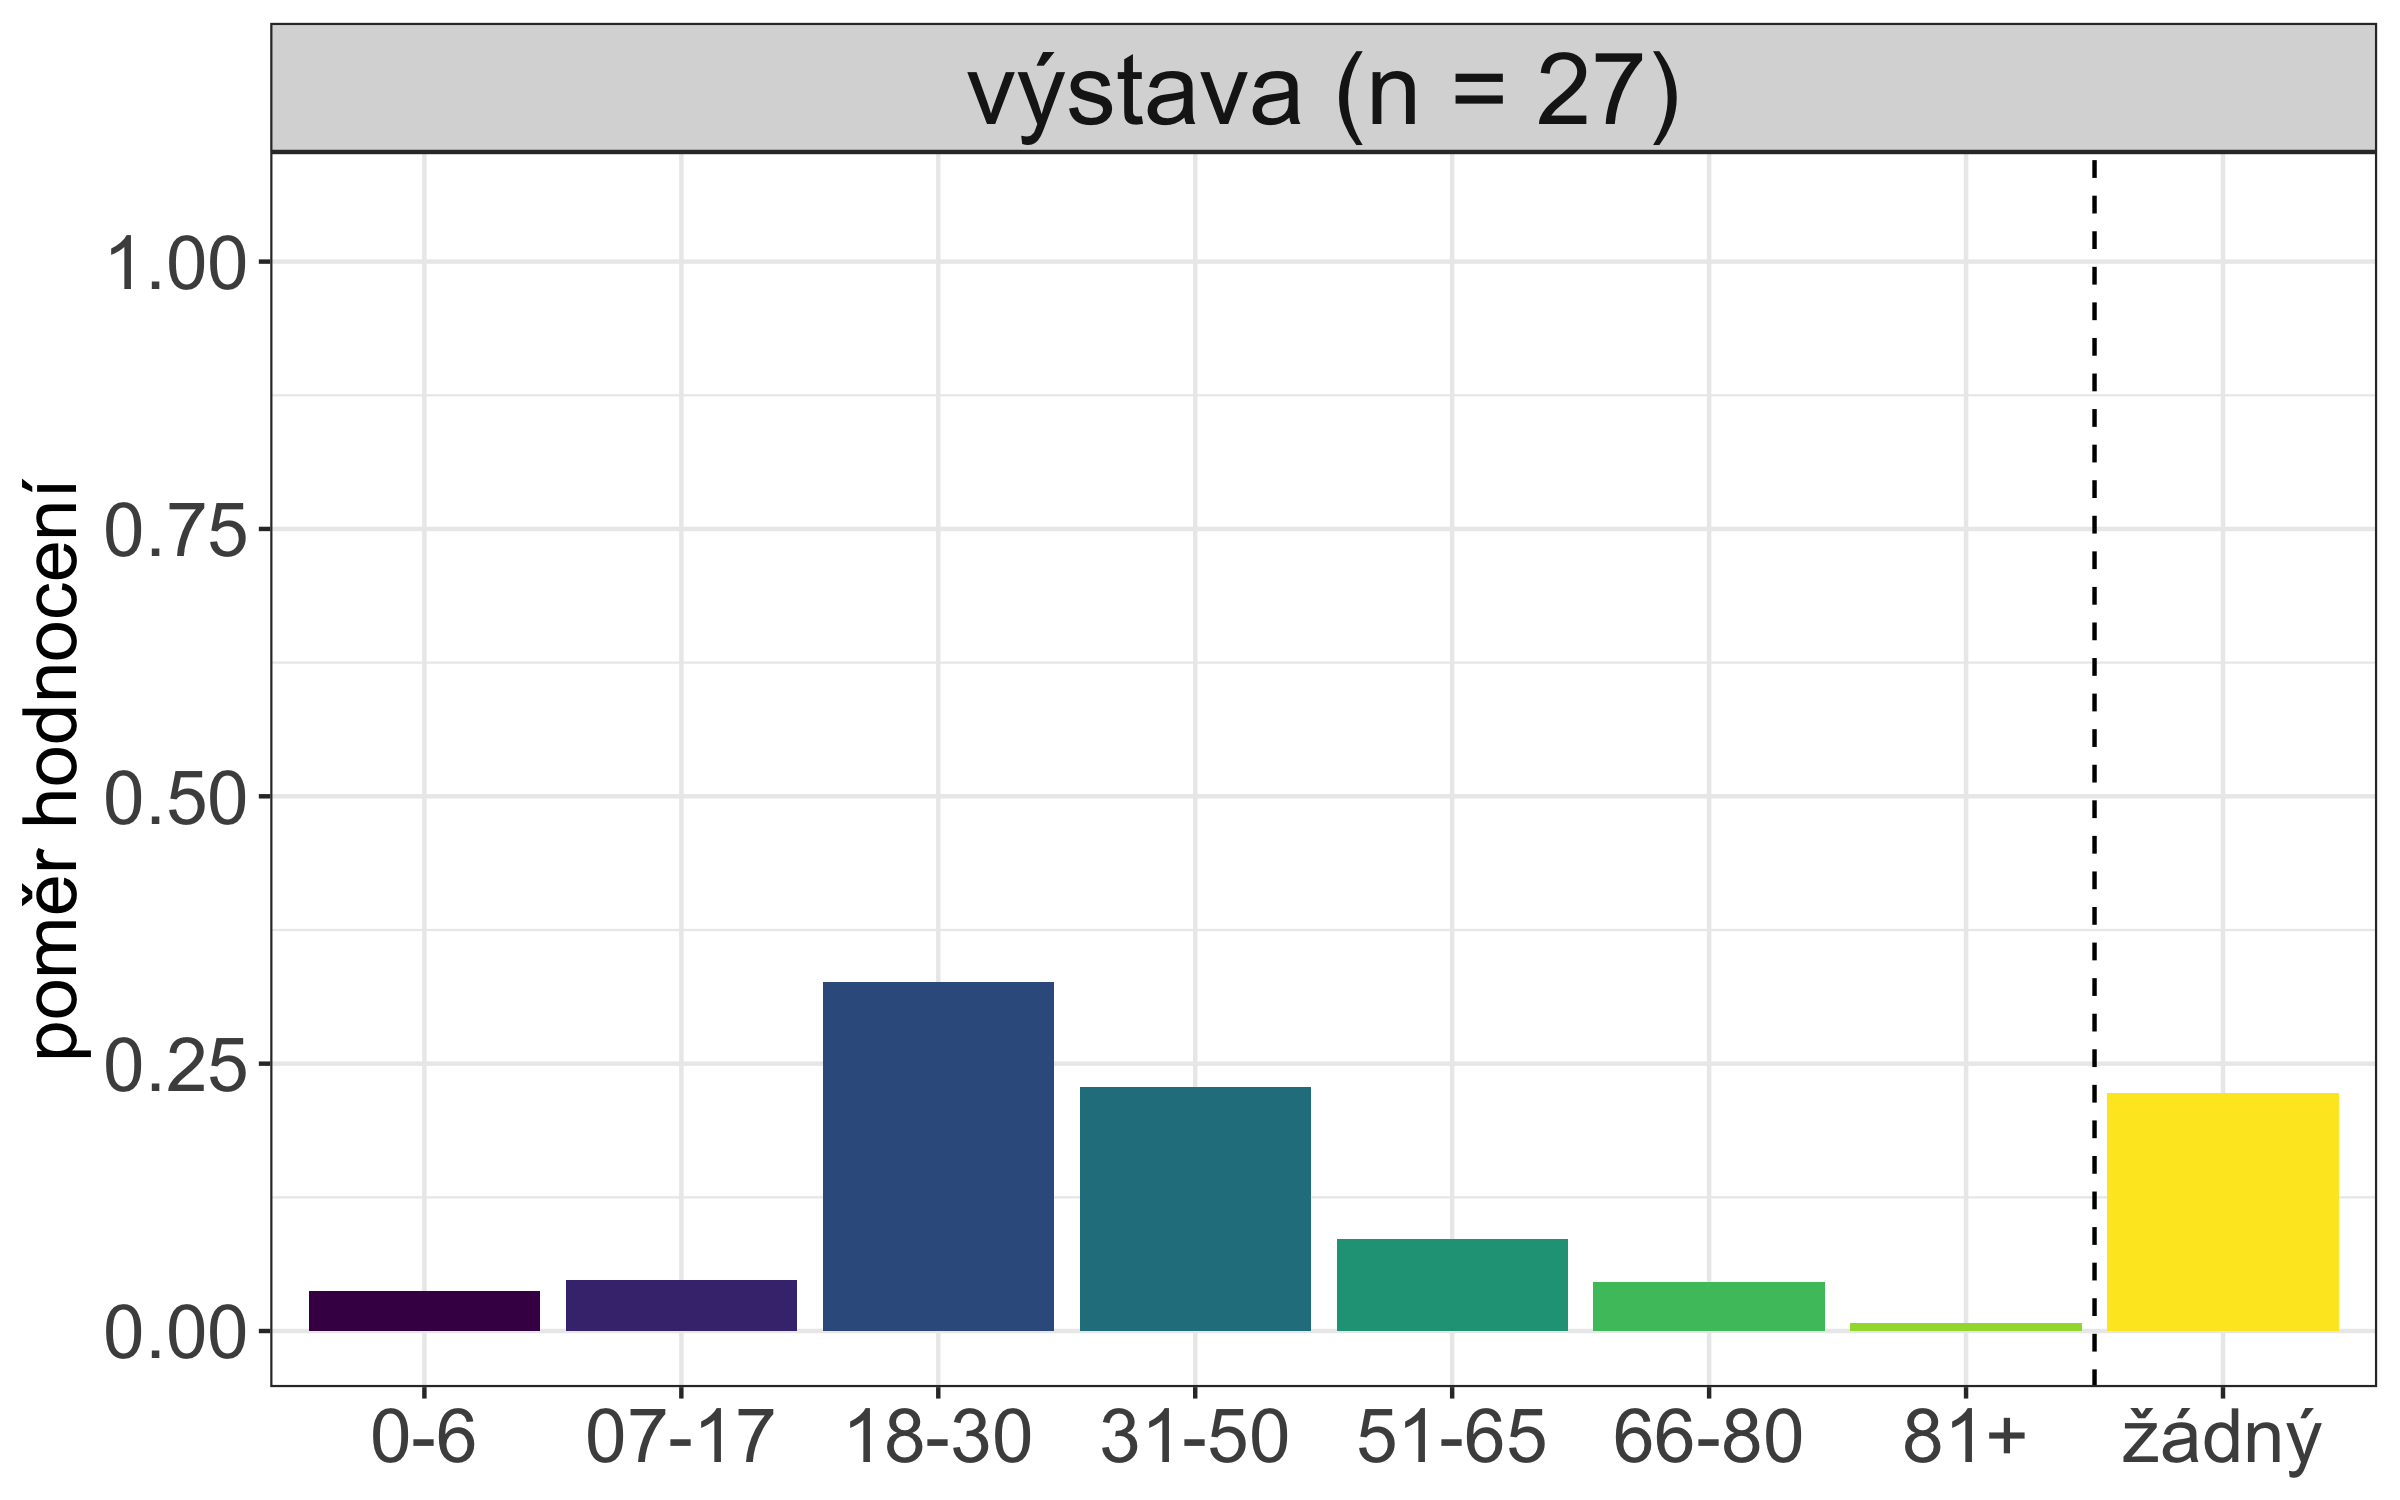 výstava (n = 27)
poměr hodnocení
1.00
0.75
0.50
0.25
0.00
0-6 07-17 18-30 31-50 51-65 66-80 81+ žádný